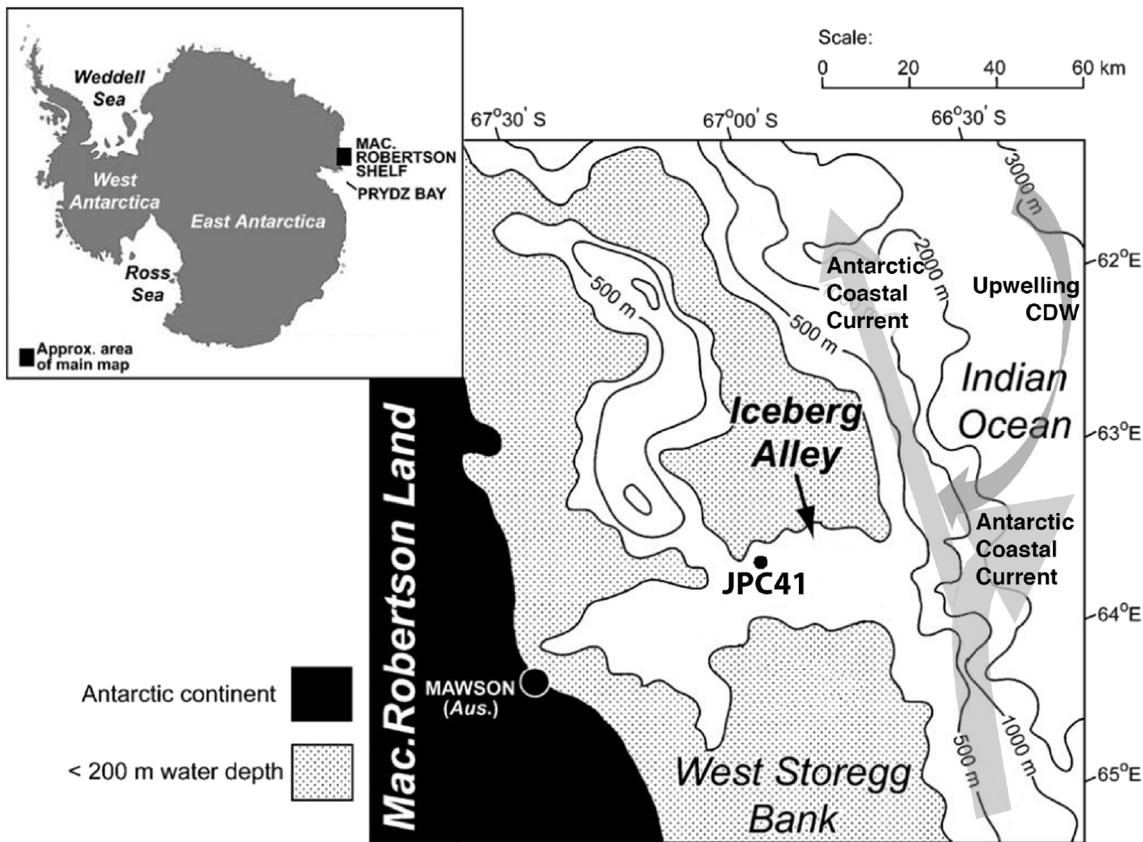 Weddell
Sea
MAC.
ROBERTSON
SHELF
PRYDZ BAY
West
Antarctica
East Antarctica
Ross
Sea
Approx. area
of main map
Scale:
0 20 40 60 km
67°30' S
67°00' S
66°30' S
3000 m
2000 m
62°E
Antarctic
Coastal
Current
Upwelling
CDW
500 m
500 m
Indian
Ocean
Iceberg
Alley
63°E
Antarctic
Coastal
Current
JPC41
64°E
Mac.Robertson Land
MAWSON
(Aus.)
Antarctic continent
< 200 m water depth
West Storegg
Bank
500 m
1000 m
65°E